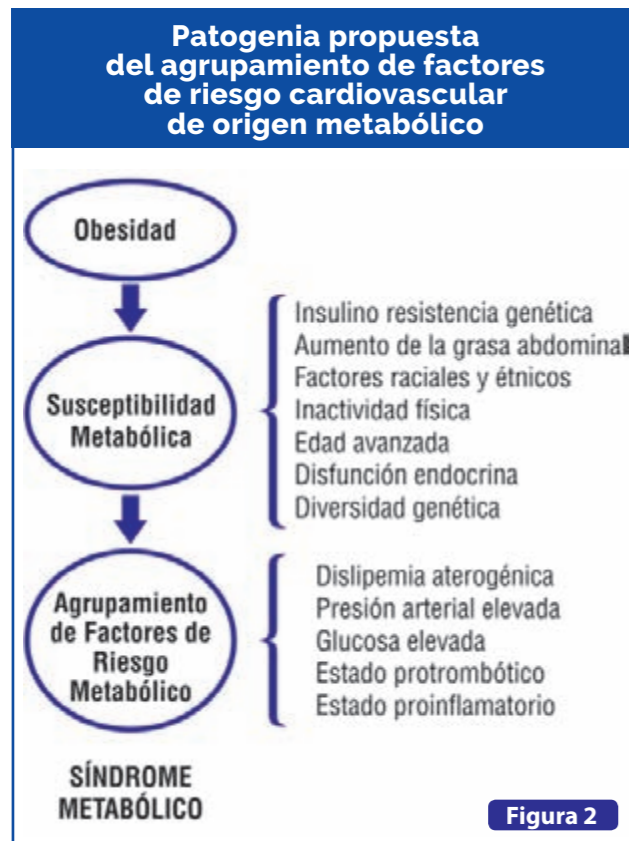 Patogenia propuesta
del agrupamiento de factores
de riesgo cardiovascular
de origen metabólico
Obesidad
Susceptibilidad
Metabólica
Insulino resistencia genética
Aumento de la grasa abdominal
Factores raciales y étnicos
Inactividad física
Edad avanzada
Disfunción endocrina
Diversidad genética
Agrupamiento
de Factores de
Riesgo
Metabólico
Dislipemia aterogénica
Presión arterial elevada
Glucosa elevada
Estado protrombótico
Estado proinflamatorio
SÍNDROME
METABÓLICO
Figura 2